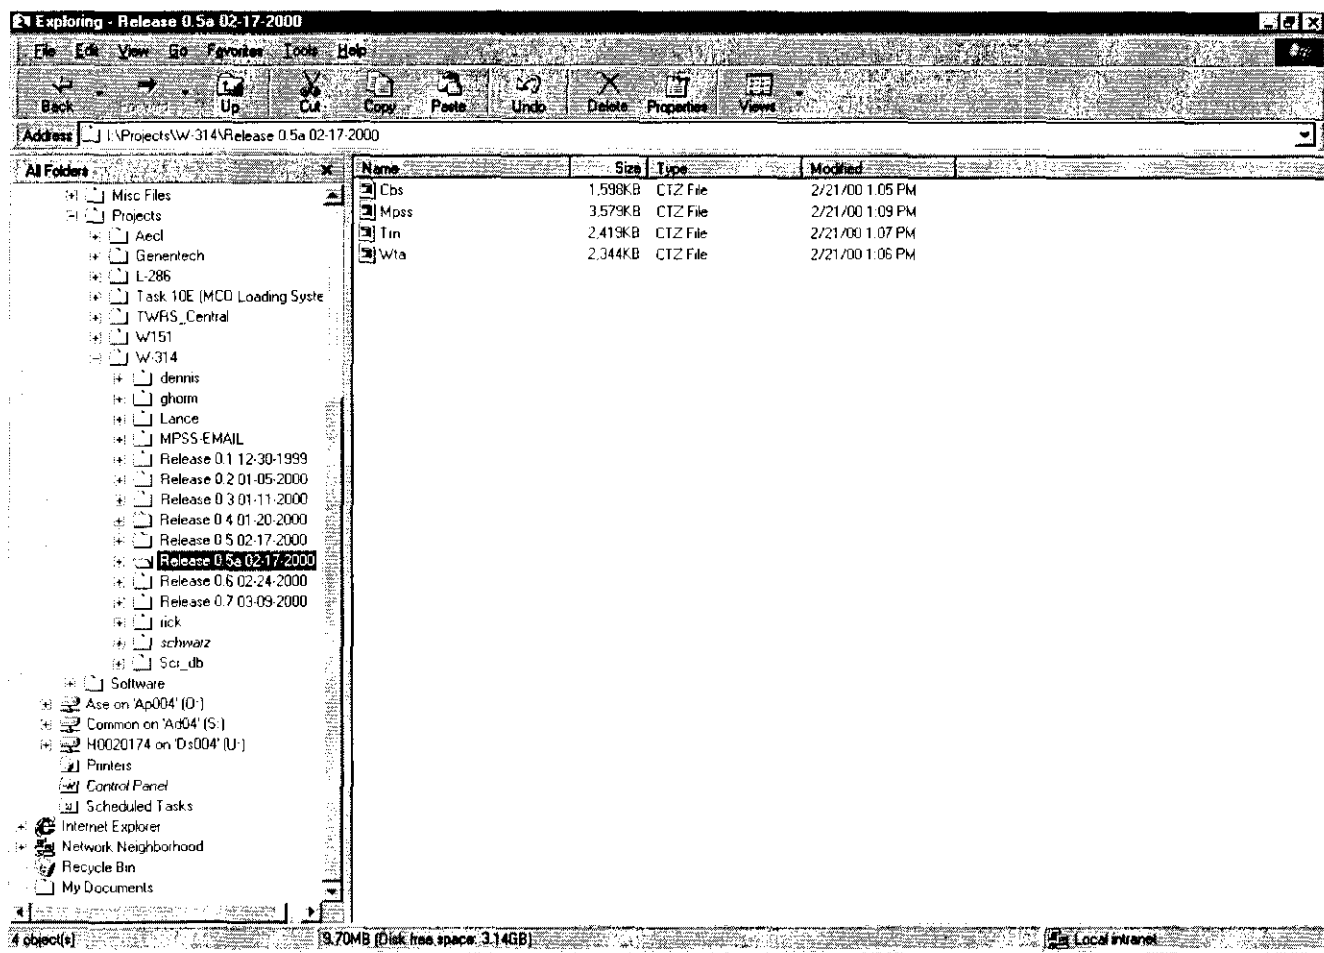 Exploring - Release 0.5a 02-17-2000
File Edit View Go Favorites Tools Help
Back Up Cut Copy Paste Undo Delete Properties Views
Address I:\Projects\W-314\Release 0.5a 02-17-2000
All Folders
Name Size Type Modified
Cbs 1,598KB CTZ File 2/21/00 1:05 PM
Mpss 3,579KB CTZ File 2/21/00 1:09 PM
Trn 2,419KB CTZ File 2/21/00 1:07 PM
Wta 2,344KB CTZ File 2/21/00 1:06 PM
Misc Files
Projects
Aecl
Genentech
L-286
Task 10E (MCO Loading Syste
TWRS_Central
W151
W-314
dennis
ghorm
Lance
MPSS-EMAIL
Release 0.1 12-30-1999
Release 0.2 01-05-2000
Release 0.3 01-11-2000
Release 0.4 01-20-2000
Release 0.5 02-17-2000
Release 0.5a 02-17-2000
Release 0.6 02-24-2000
Release 0.7 03-09-2000
rick
schwarz
Scr_db
Software
Ase on 'Ap004' (O:)
Common on 'Ad04' (S:)
H0020174 on 'Ds004' (U:)
Printers
Control Panel
Scheduled Tasks
Internet Explorer
Network Neighborhood
Recycle Bin
My Documents
4 object(s) 9.70MB (Disk free space: 3.14GB) Local intranet